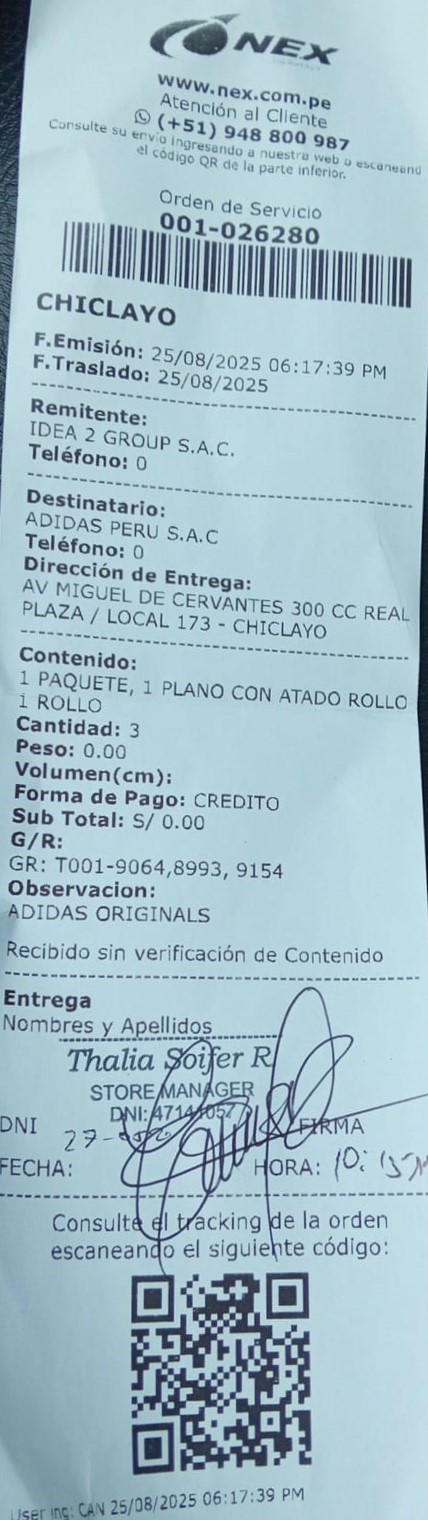 NEX
www.nex.com.pe
Atención al Cliente
(+51) 948 800 987
Consulte su envío ingresando a nuestra web o escaneand
el código QR de la parte inferior.
Orden de Servicio
001-026280
CHICLAYO
F.Emisión: 25/08/2025 06:17:39 PM
F.Traslado: 25/08/2025
Remitente:
IDEA 2 GROUP S.A.C.
Teléfono: 0
Destinatario:
ADIDAS PERU S.A.C
Teléfono: 0
Dirección de Entrega:
AV MIGUEL DE CERVANTES 300 CC REAL
PLAZA / LOCAL 173 - CHICLAYO
Contenido:
1 PAQUETE, 1 PLANO CON ATADO ROLLO
1 ROLLO
Cantidad: 3
Peso: 0.00
Volumen(cm):
Forma de Pago: CREDITO
Sub Total: S/ 0.00
G/R:
GR: T001-9064,8993, 9154
Observacion:
ADIDAS ORIGINALS
Recibido sin verificación de Contenido
Entrega
Nombres y Apellidos
Thalia Soifer R
STORE MANAGER
DNI:
DNI FIRMA
FECHA: HORA: 10:15
Consulte el tracking de la orden
escaneando el siguiente código:
User ing: CAN 25/08/2025 06:17:39 PM